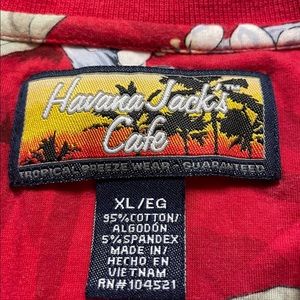 Havana Jack's
Cafe
TROPICAL BREEZE WEAR - GUARANTEED
XL/EG
95% COTTON/
ALGODÓN
5% SPANDEX
MADE IN/
HECHO EN
VIETNAM
RN#104521